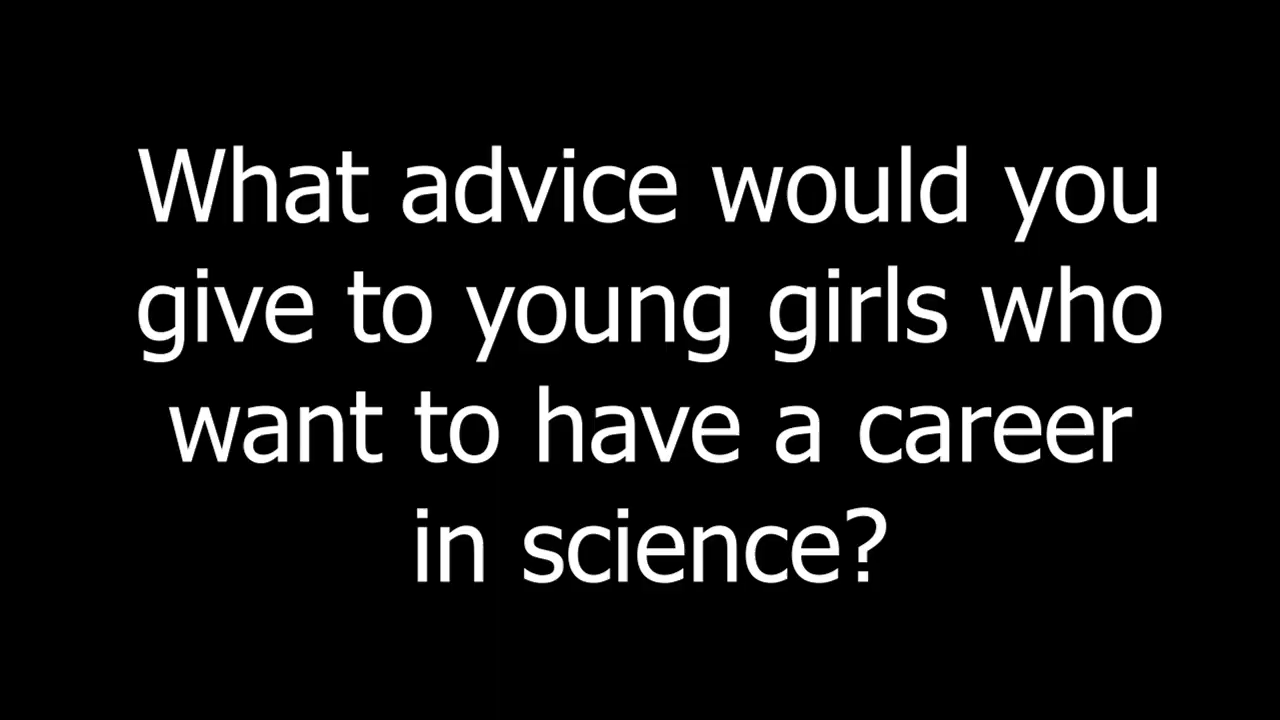 What advice would you
give to young girls who
want to have a career
in science?